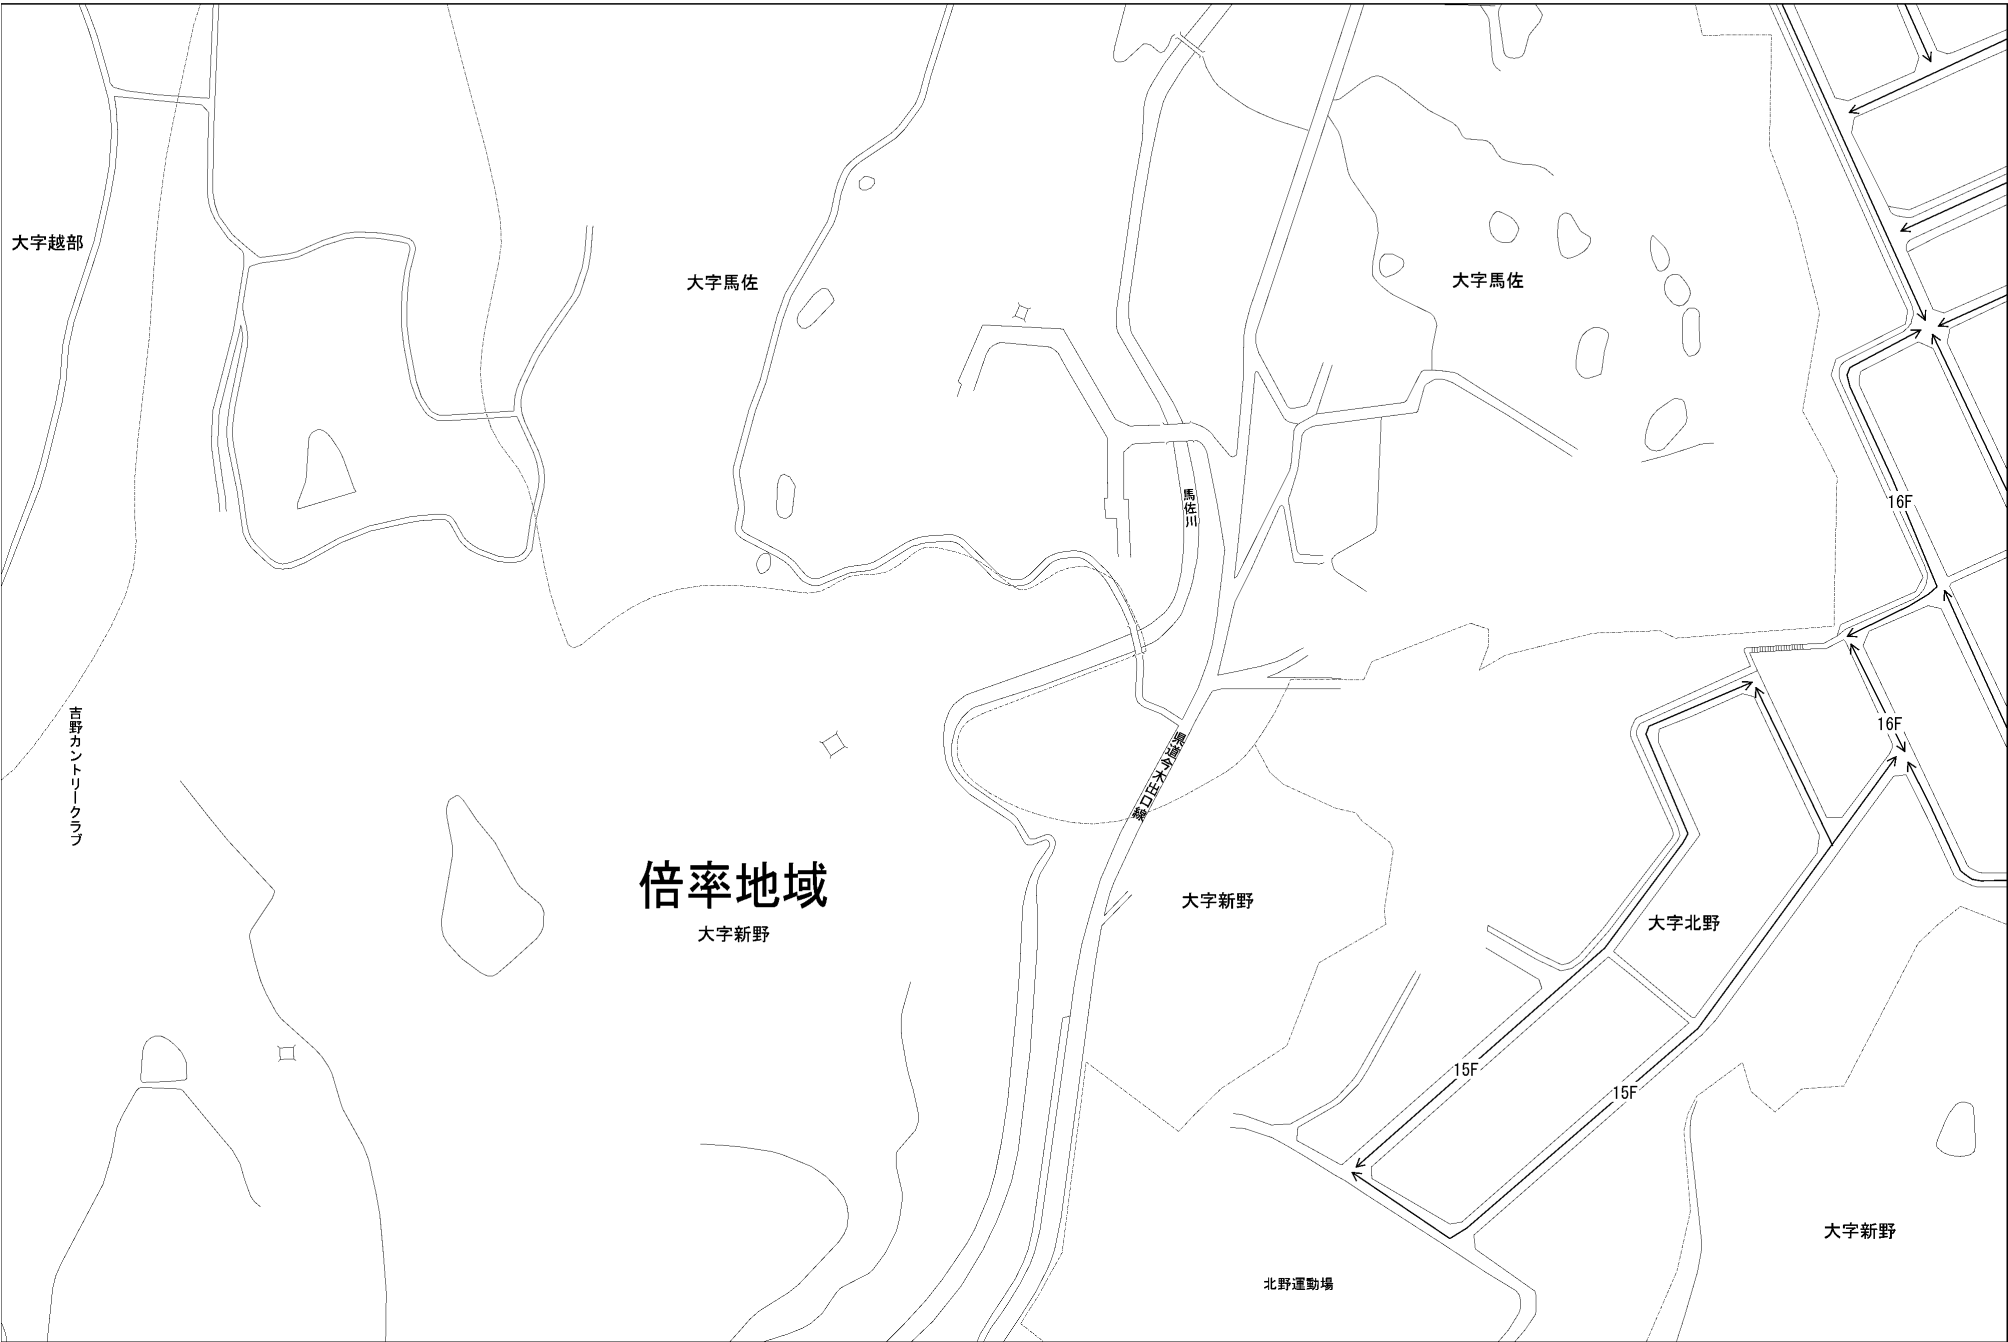 大字越部
大字馬佐
大字馬佐
馬佐川
16F
吉野カントリークラブ
県道今木出口線
16F
倍率地域
大字新野
大字新野
大字北野
15F
15F
大字新野
北野運動場